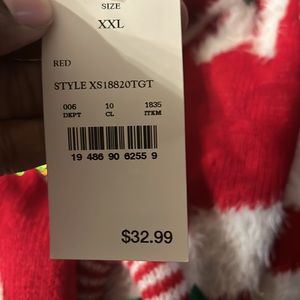 SIZE
XXL
RED
STYLE XS18820TGT
006 10 1835
DEPT CL ITEM
19 486 90 6255 9
$32.99